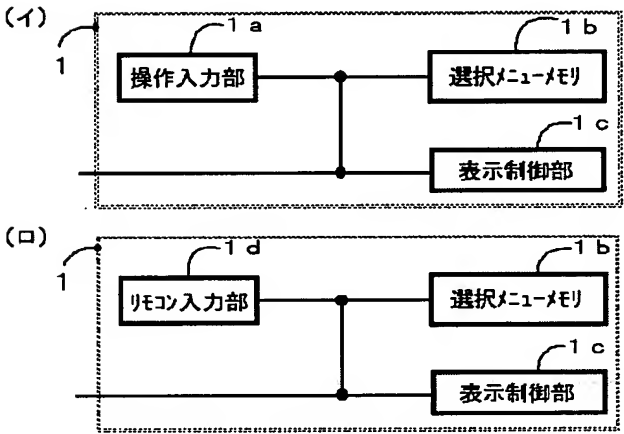 (イ)
1
1a
操作入力部
1b
選択メニューメモリ
1c
表示制御部
(ロ)
1
1d
リモコン入力部
1b
選択メニューメモリ
1c
表示制御部